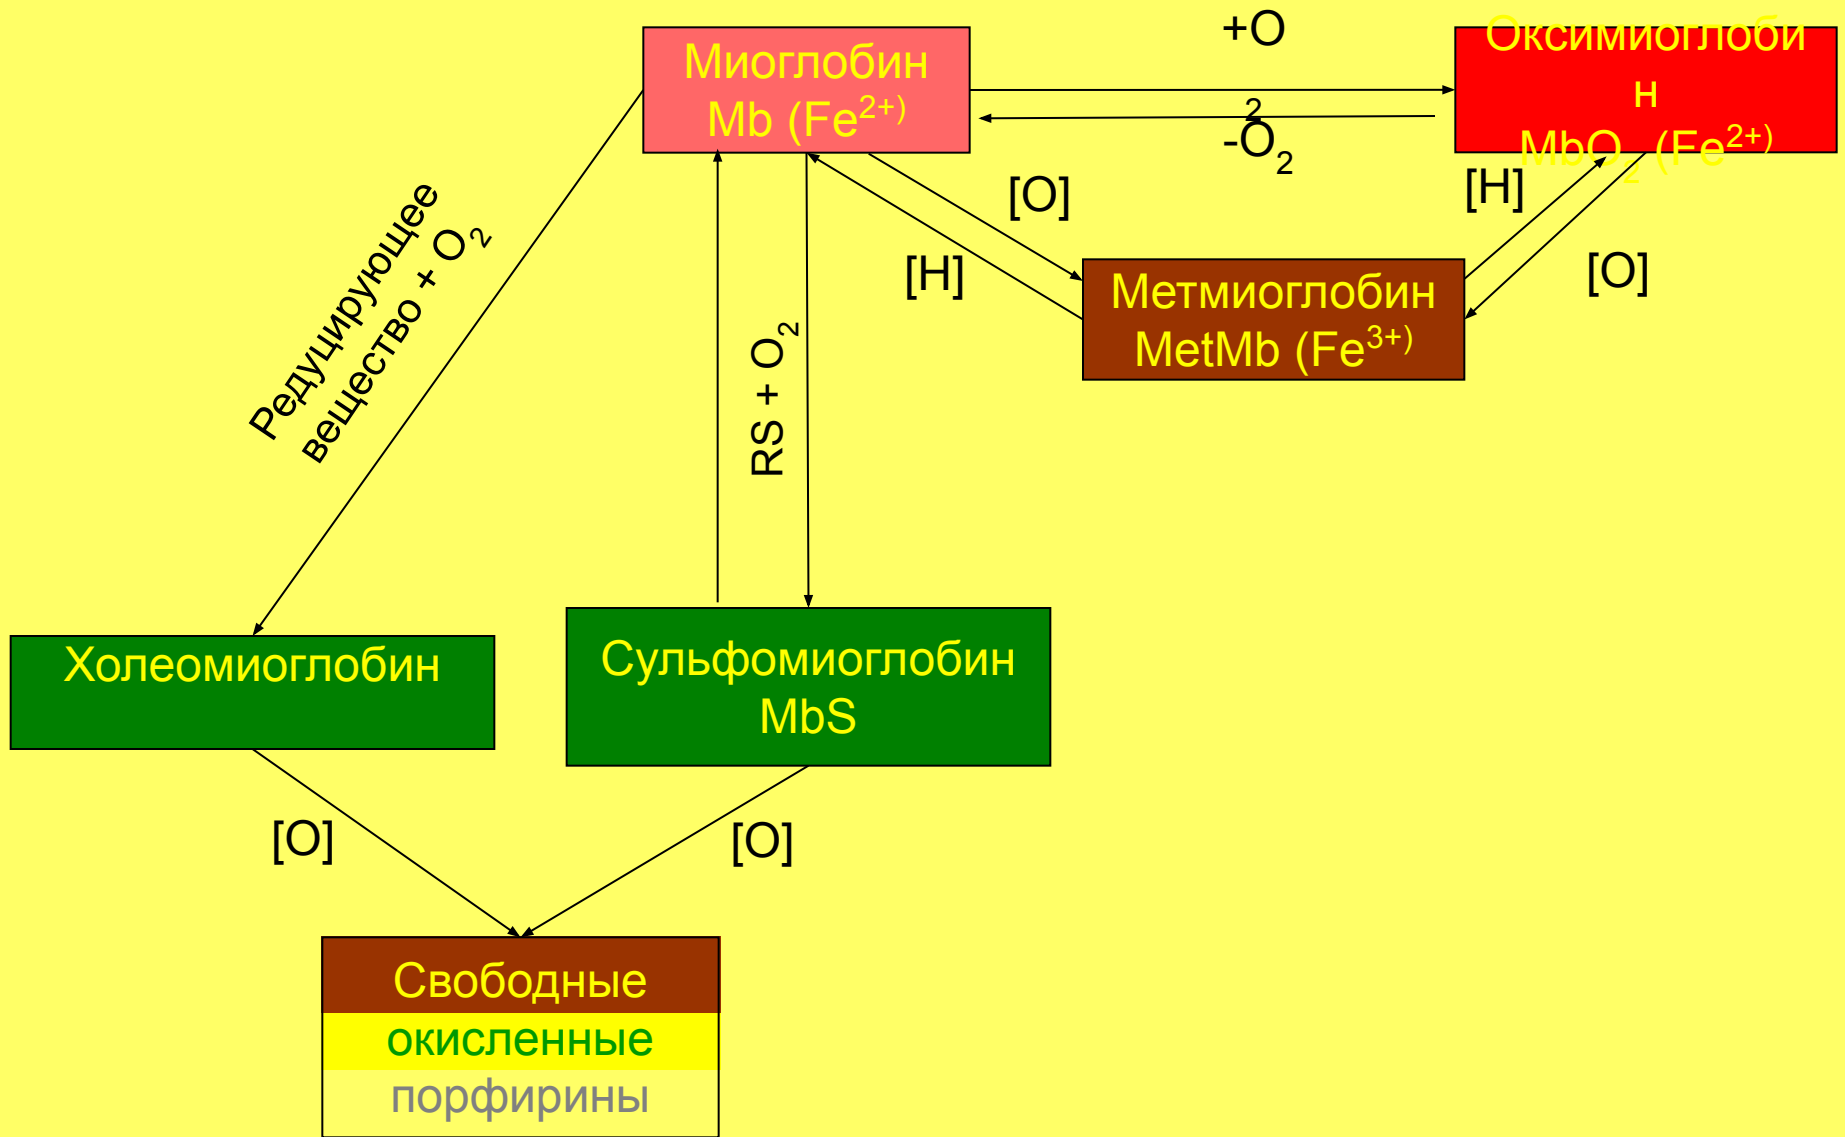 Миоглобин
Mb (Fe²⁺⁾
+O
2
-O₂
Оксимиоглоби
н
MbO₂ (Fe²⁺⁾
[O]
[H]
[H]
[O]
Метмиоглобин
MetMb (Fe³⁺⁾
Редуцирующее
вещество + O₂
RS + O₂
Холеомиоглобин
Сульфомиоглобин
MbS
[O]
[O]
Свободные
окисленные
порфирины